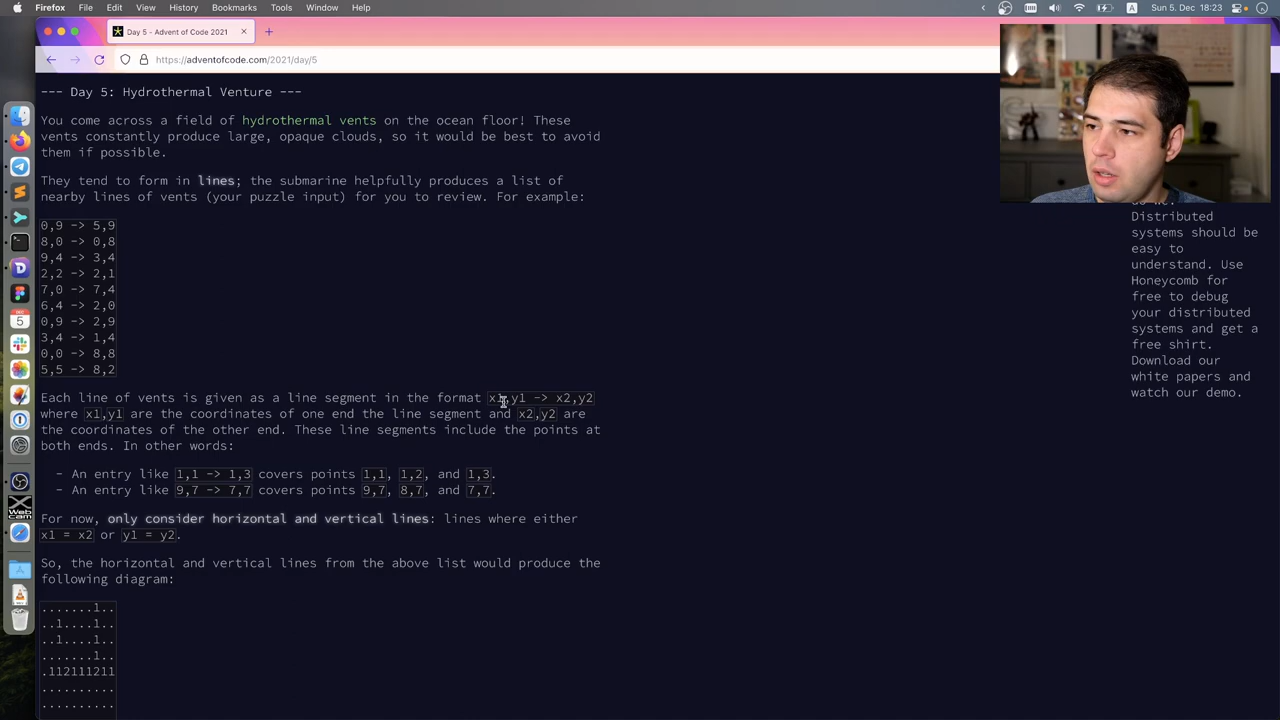 Firefox File Edit View History Bookmarks Tools Window Help
Sun 5. Dec 18:23
Day 5 - Advent of Code 2021
https://adventofcode.com/2021/day/5
--- Day 5: Hydrothermal Venture ---
You come across a field of hydrothermal vents on the ocean floor! These
vents constantly produce large, opaque clouds, so it would be best to avoid
them if possible.
They tend to form in lines; the submarine helpfully produces a list of
nearby lines of vents (your puzzle input) for you to review. For example:
0,9 -> 5,9
8,0 -> 0,8
9,4 -> 3,4
2,2 -> 2,1
7,0 -> 7,4
6,4 -> 2,0
0,9 -> 2,9
3,4 -> 1,4
0,0 -> 8,8
5,5 -> 8,2
Each line of vents is given as a line segment in the format x1,y1 -> x2,y2
where x1,y1 are the coordinates of one end the line segment and x2,y2 are
the coordinates of the other end. These line segments include the points at
both ends. In other words:
- An entry like 1,1 -> 1,3 covers points 1,1, 1,2, and 1,3.
- An entry like 9,7 -> 7,7 covers points 9,7, 8,7, and 7,7.
For now, only consider horizontal and vertical lines: lines where either
x1 = x2 or y1 = y2.
So, the horizontal and vertical lines from the above list would produce the
following diagram:
.......1..
..1....1..
..1....1..
.......1..
.112111211
..........
..........
Distributed
systems should be
easy to
understand. Use
Honeycomb for
free to debug
your distributed
systems and get a
free shirt.
Download our
white papers and
watch our demo.
DEC
5
Web
cam